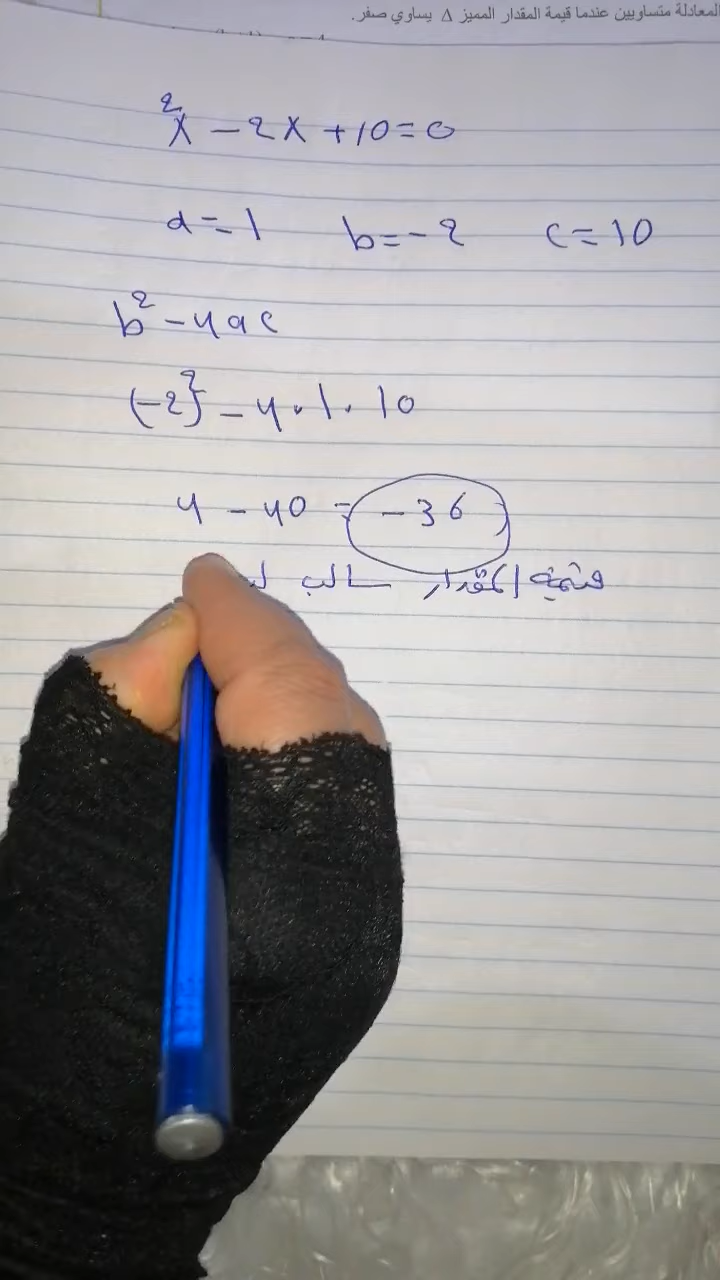 المعادلة متساويين عندما قيمة المقدار المميز Δ يساوي صفر.
x² - 2x + 10 = 0
a = 1 b = -2 c = 10
b² - 4ac
(-2)² - 4 · 1 · 10
4 - 40 = -36
قيمة المقدار سالب